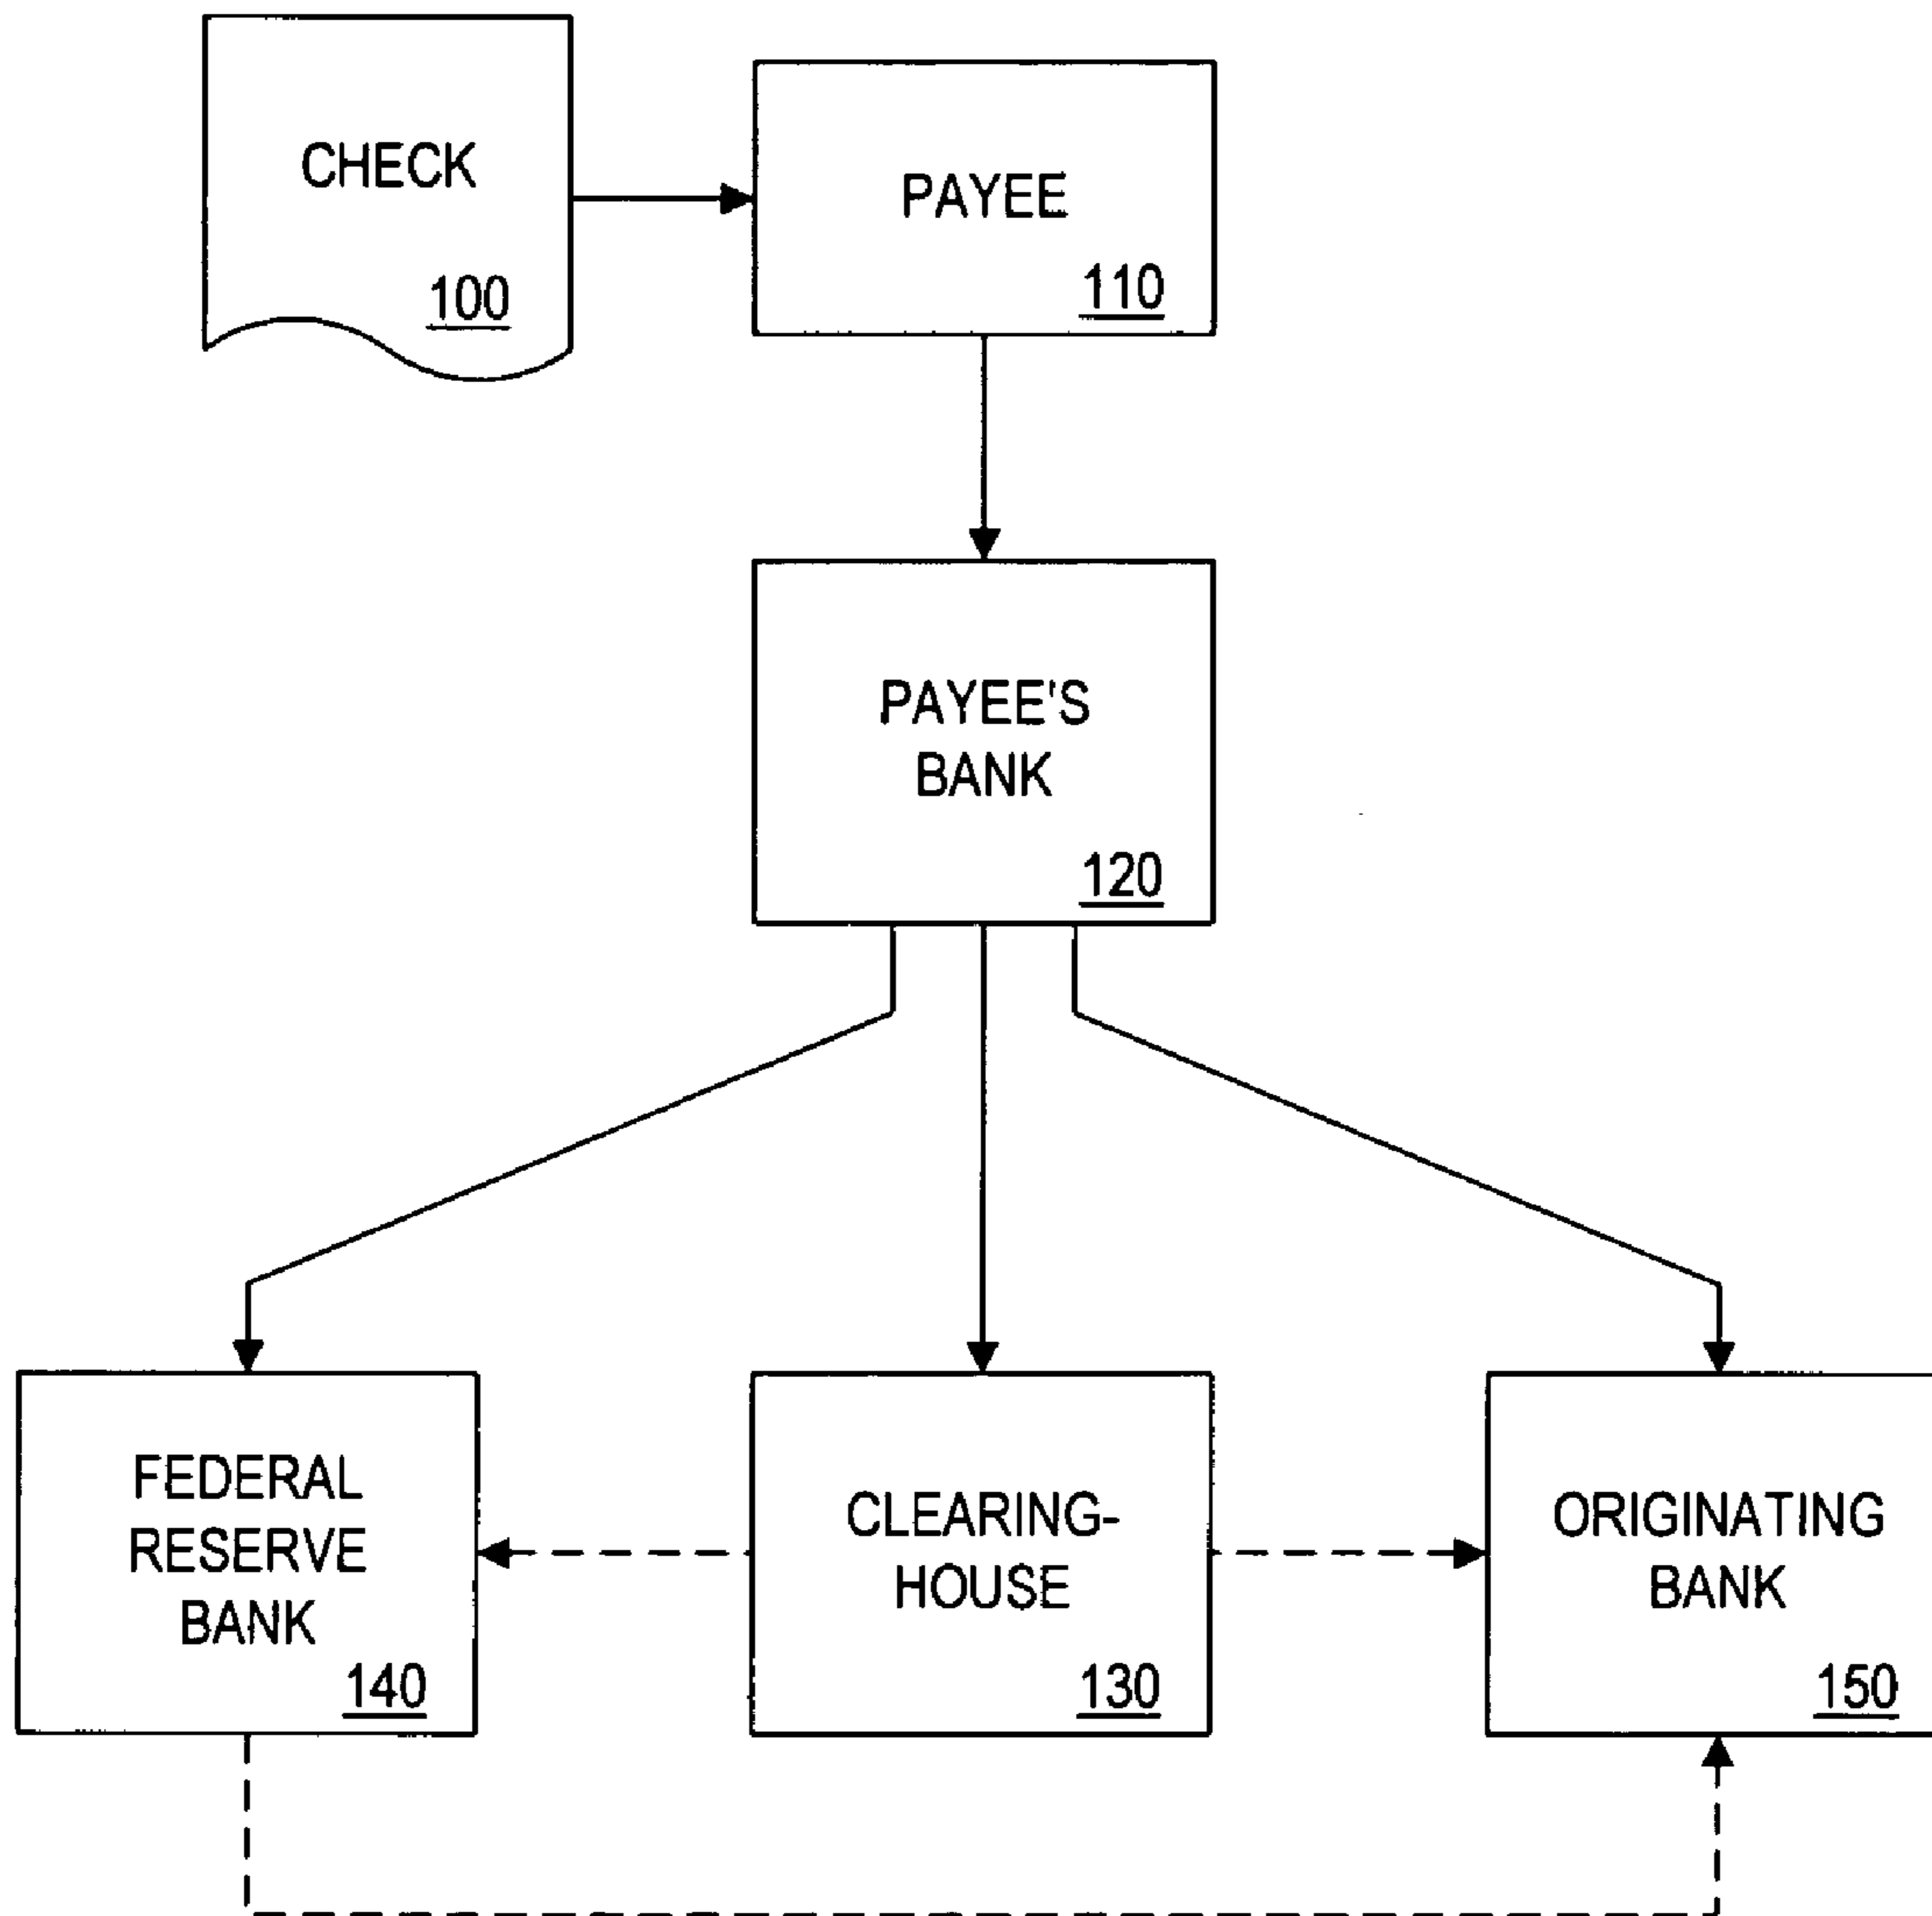 CHECK
100
PAYEE
110
PAYEE'S
BANK
120
FEDERAL
RESERVE
BANK
140
CLEARING-
HOUSE
130
ORIGINATING
BANK
150